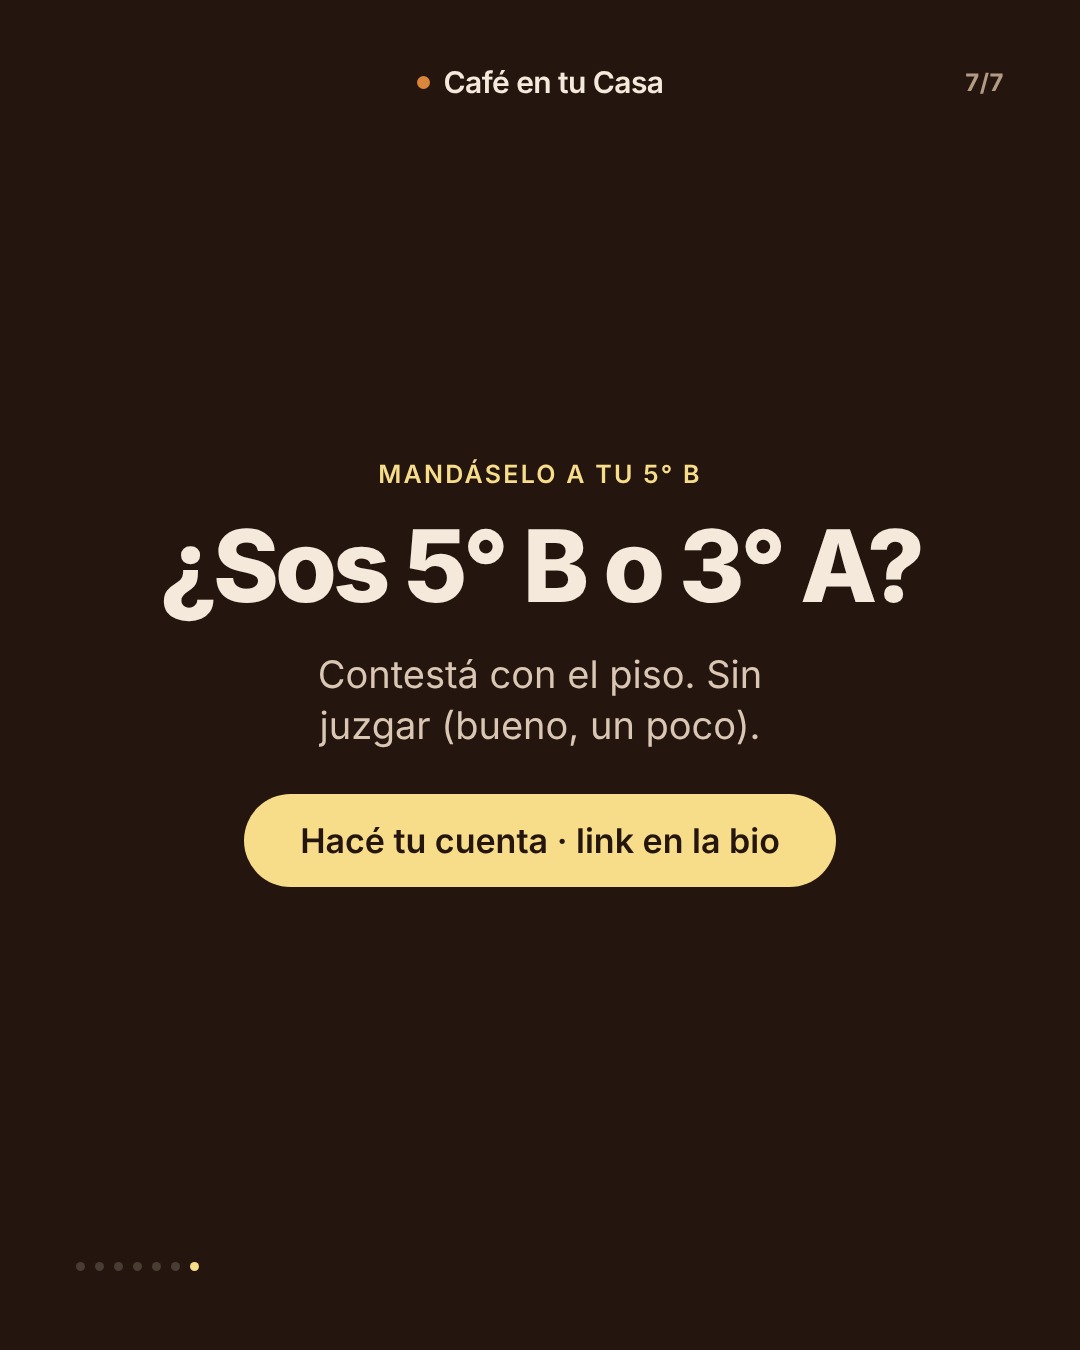 Café en tu Casa
7/7
MANDÁSELO A TU 5° B
¿Sos 5° B o 3° A?
Contestá con el piso. Sin
juzgar (bueno, un poco).
Hacé tu cuenta · link en la bio